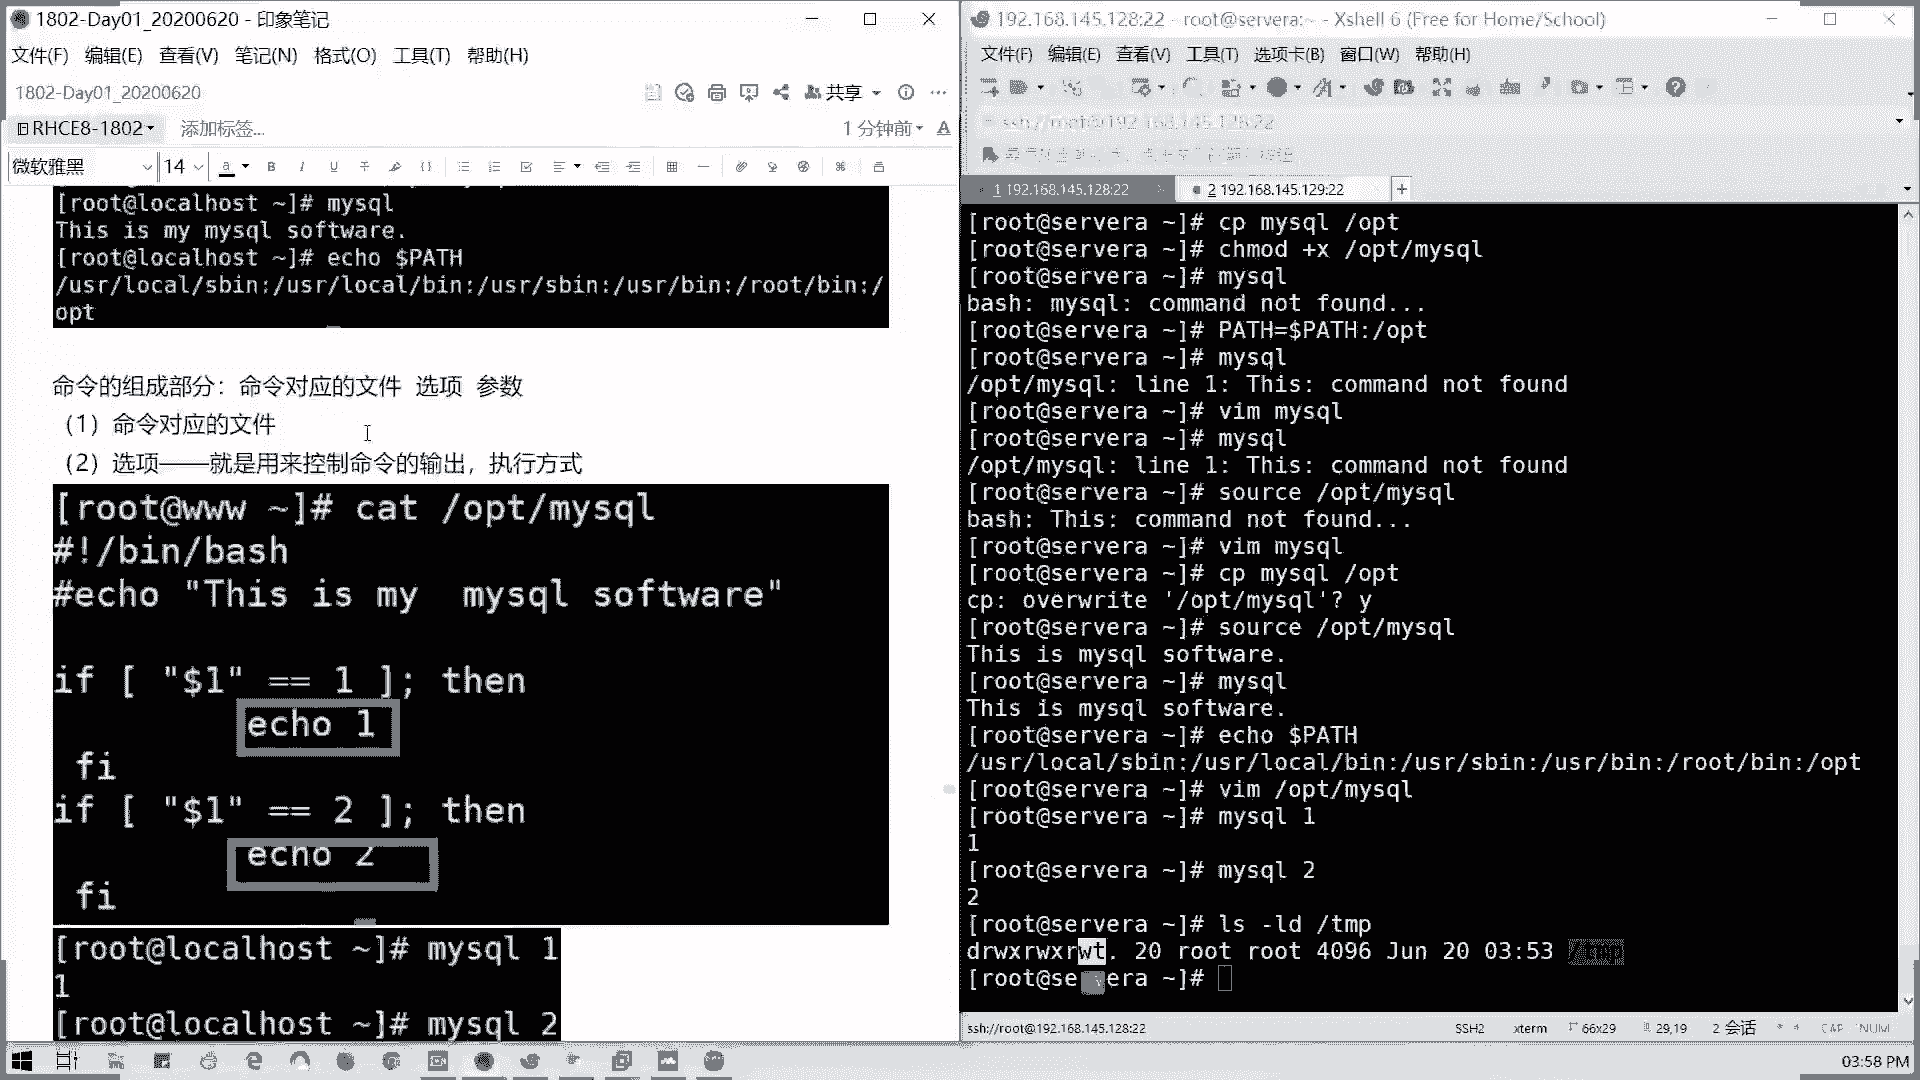 1802-Day01_20200620 - 印象笔记
文件(F) 编辑(E) 查看(V) 笔记(N) 格式(O) 工具(T) 帮助(H)
1802-Day01_20200620
共享
RHCE8-1802
添加标签...
1 分钟前
微软雅黑
14
[root@localhost ~]# mysql
This is my mysql software.
[root@localhost ~]# echo $PATH
/usr/local/sbin:/usr/local/bin:/usr/sbin:/usr/bin:/root/bin:/
opt
命令的组成部分：命令对应的文件 选项 参数
（1）命令对应的文件
（2）选项——就是用来控制命令的输出，执行方式
[root@www ~]# cat /opt/mysql
#!/bin/bash
#echo "This is my  mysql software"
if [ "$1" == 1 ]; then
echo 1
fi
if [ "$1" == 2 ]; then
echo 2
fi
[root@localhost ~]# mysql 1
1
[root@localhost ~]# mysql 2
192.168.145.128:22 - root@servera:~ - Xshell 6 (Free for Home/School)
文件(F) 编辑(E) 查看(V) 工具(T) 选项卡(B) 窗口(W) 帮助(H)
ssh://root@192.168.145.128:22
1 192.168.145.128:22
2 192.168.145.129:22
[root@servera ~]# cp mysql /opt
[root@servera ~]# chmod +x /opt/mysql
[root@servera ~]# mysql
bash: mysql: command not found...
[root@servera ~]# PATH=$PATH:/opt
[root@servera ~]# mysql
/opt/mysql: line 1: This: command not found
[root@servera ~]# vim mysql
[root@servera ~]# mysql
/opt/mysql: line 1: This: command not found
[root@servera ~]# source /opt/mysql
bash: This: command not found...
[root@servera ~]# vim mysql
[root@servera ~]# cp mysql /opt
cp: overwrite '/opt/mysql'? y
[root@servera ~]# source /opt/mysql
This is mysql software.
[root@servera ~]# mysql
This is mysql software.
[root@servera ~]# echo $PATH
/usr/local/sbin:/usr/local/bin:/usr/sbin:/usr/bin:/root/bin:/opt
[root@servera ~]# vim /opt/mysql
[root@servera ~]# mysql 1
1
[root@servera ~]# mysql 2
2
[root@servera ~]# ls -ld /tmp
drwxrwxrwt. 20 root root 4096 Jun 20 03:53 /tmp
[root@servera ~]#
ssh://root@192.168.145.128:22
SSH2
xterm
66x29
29,19
2 会话
CAP
NUM
03:58 PM